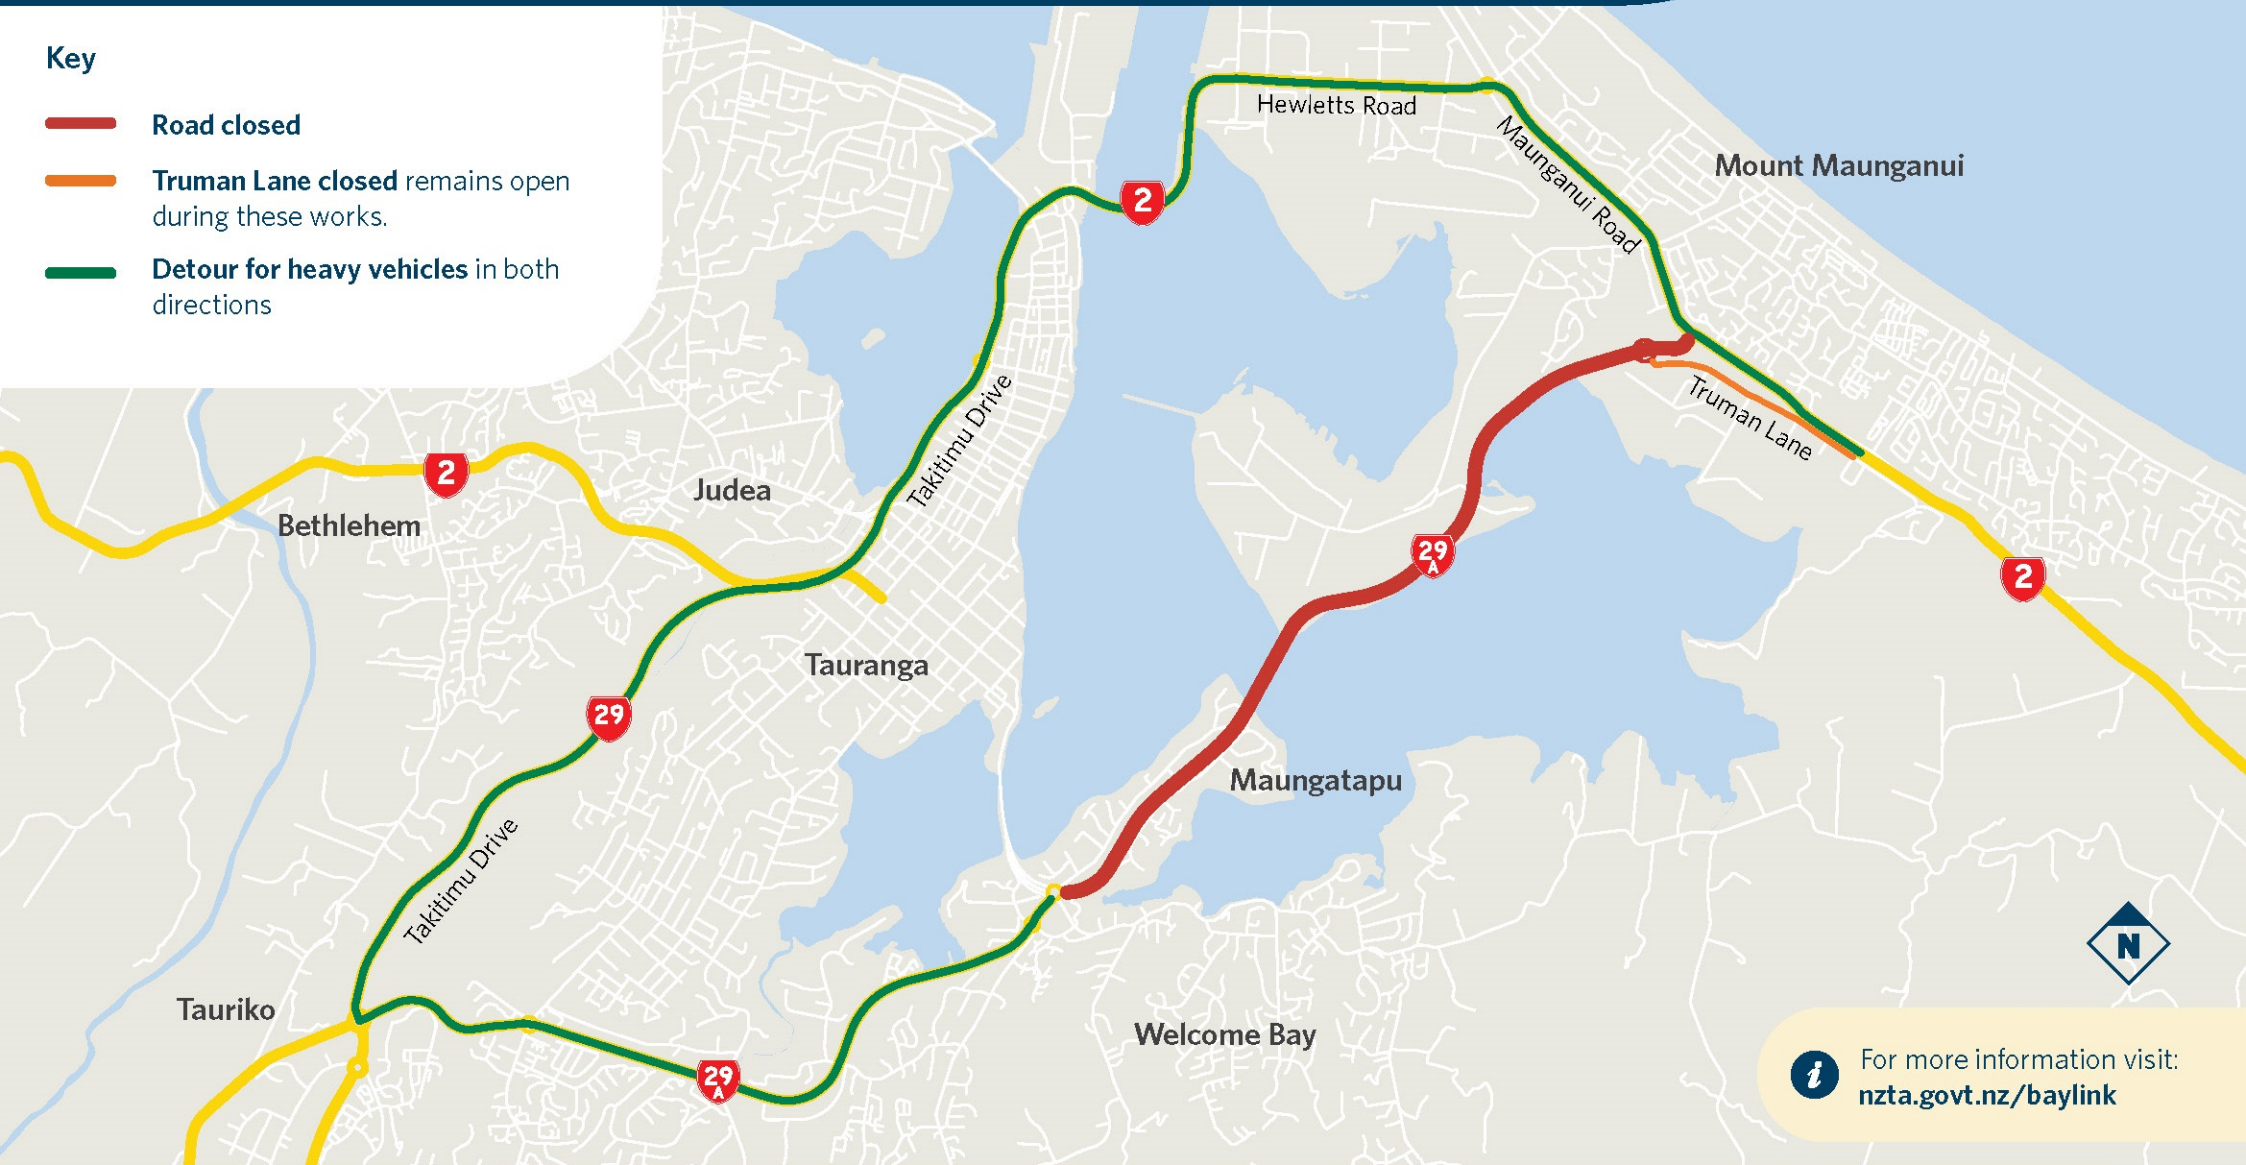 Key
Road closed
Truman Lane closed remains open
during these works.
Detour for heavy vehicles in both
directions
Hewletts Road
Maunganui Road
Mount Maunganui
2
Truman Lane
Takitimu Drive
2
Judea
Bethlehem
29
A
2
Tauranga
29
Maungatapu
Takitimu Drive
N
Tauriko
Welcome Bay
29
A
i
For more information visit:
nzta.govt.nz/baylink